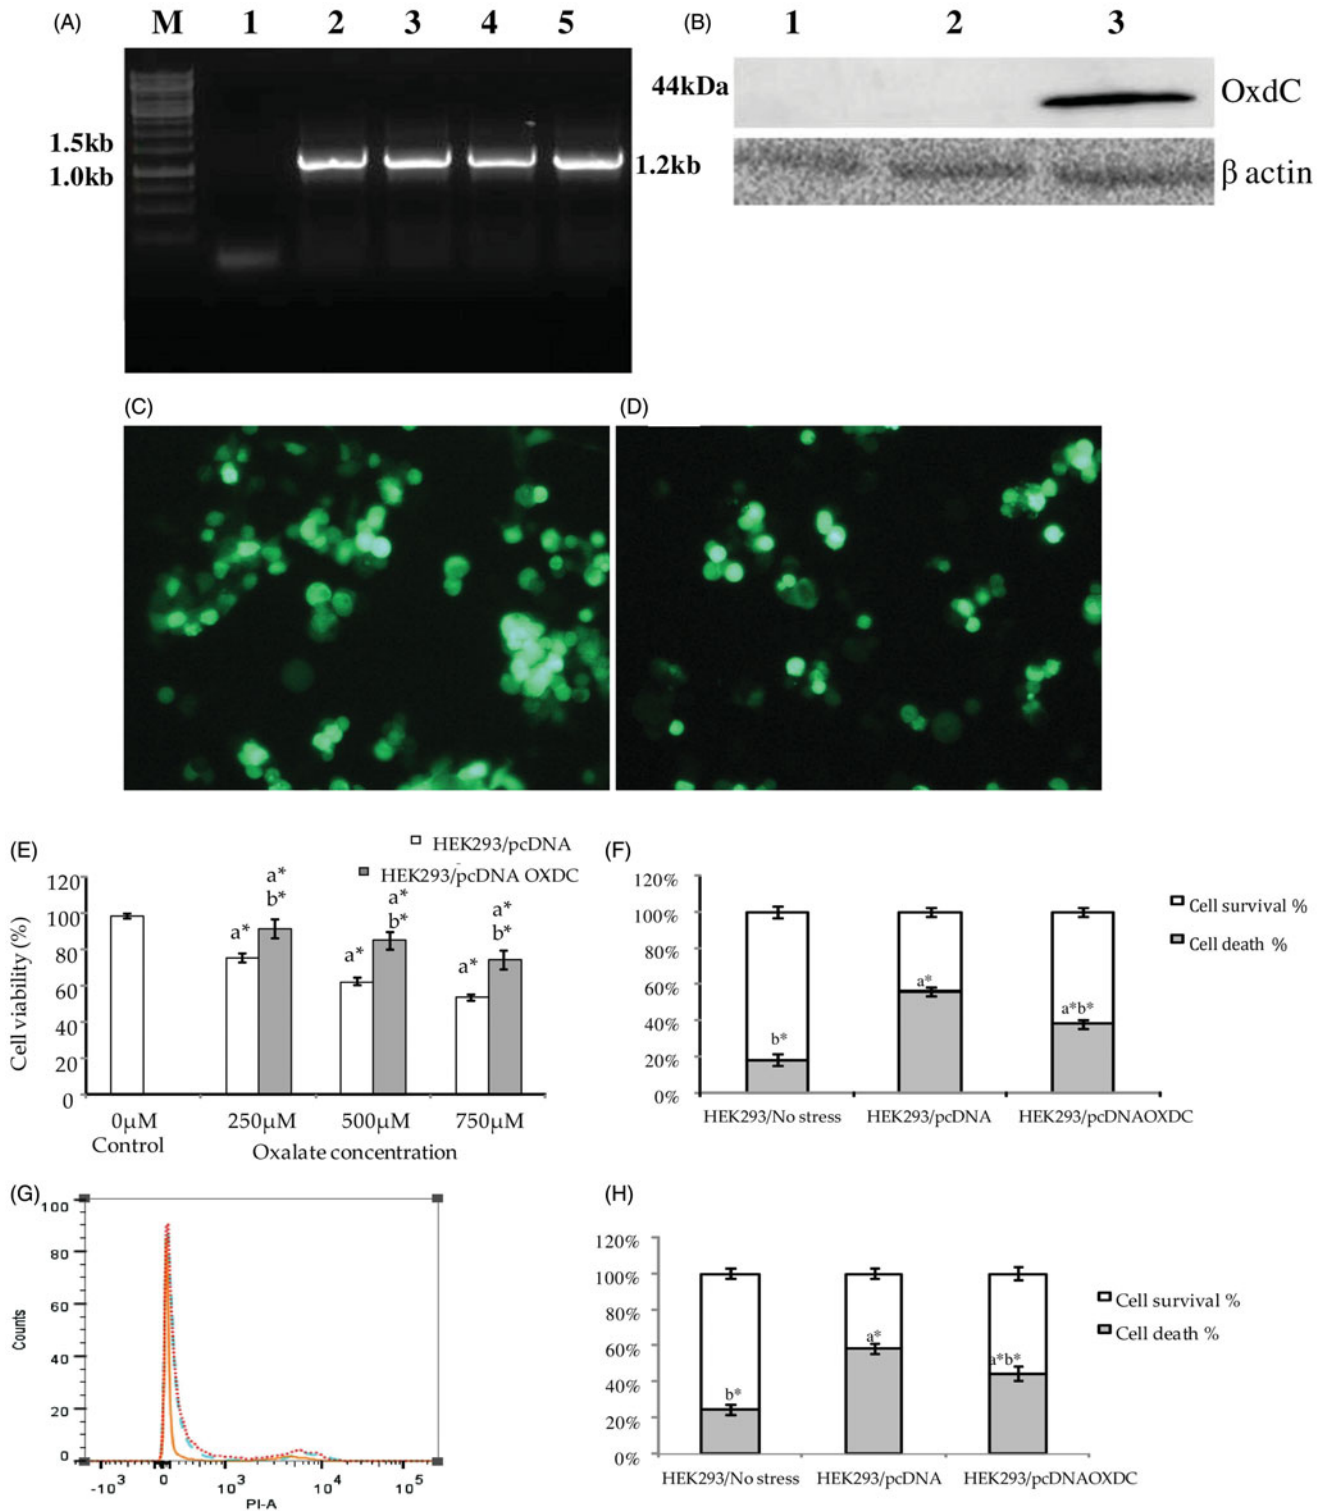 (A) M 1 2 3 4 5
1.5kb
1.0kb
1.2kb
(B) 1 2 3
44kDa
OxdC
β actin
(C)
(D)
(E)
HEK293/pcDNA
HEK293/pcDNA OXDC
120
100
80
60
40
20
0
Cell viability (%)
a*
a*
b*
a*
a*
b*
a*
a*
b*
0µM 250µM 500µM 750µM
Control
Oxalate concentration
(F)
120%
100%
80%
60%
40%
20%
0%
b*
a*
a*b*
Cell survival %
Cell death %
HEK293/No stress HEK293/pcDNA HEK293/pcDNAOXDC
(G)
100
80
60
40
20
0
Counts
-10³ 0 10³ 10⁴ 10⁵
PI-A
(H)
120%
100%
80%
60%
40%
20%
0%
b*
a*
a*b*
Cell survival %
Cell death %
HEK293/No stress HEK293/pcDNA HEK293/pcDNAOXDC